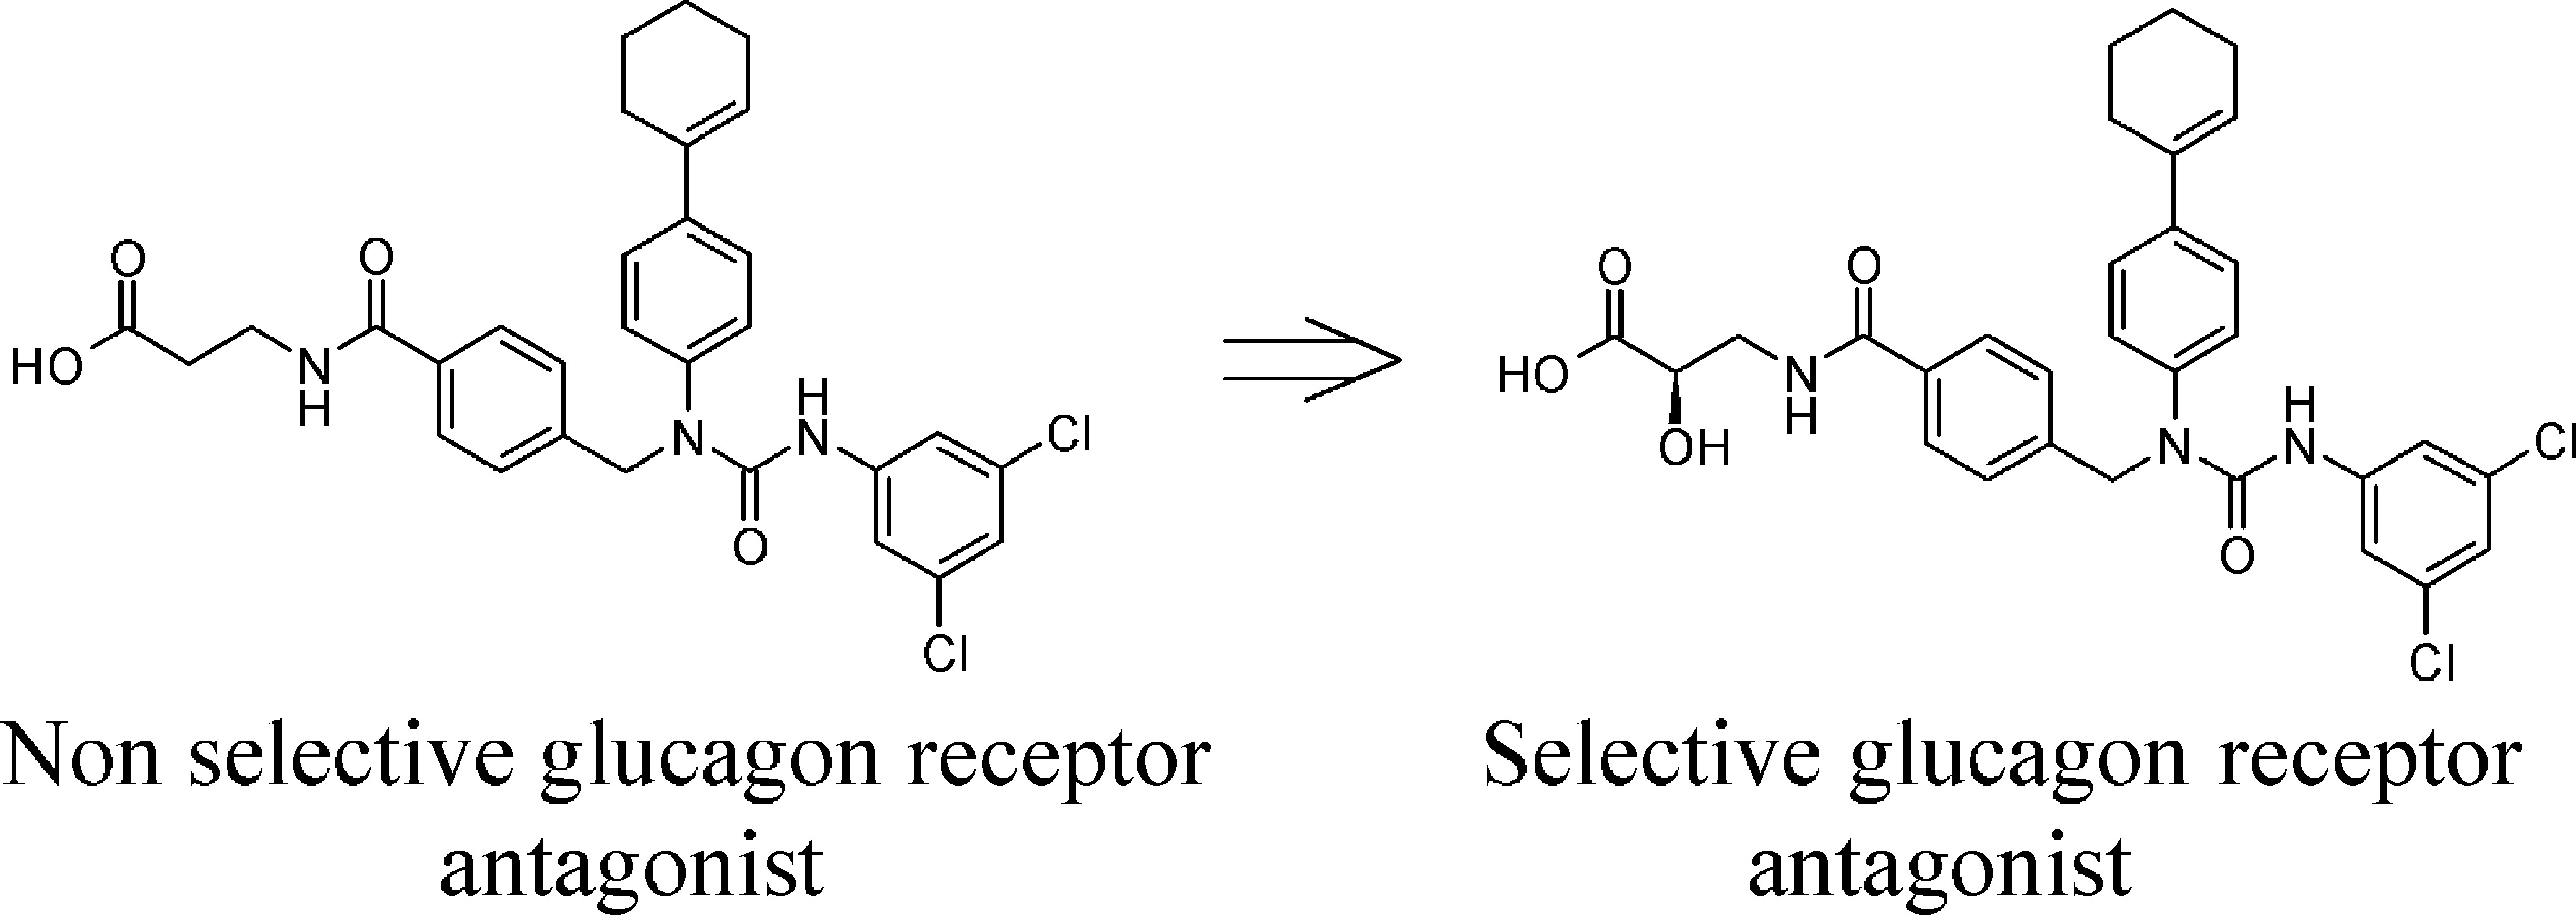 O
O
HO
N
H
N
H
N
Cl
O
Cl
O
O
HO
OH
N
H
N
H
N
Cl
O
Cl
Non selective glucagon receptor
antagonist
Selective glucagon receptor
antagonist